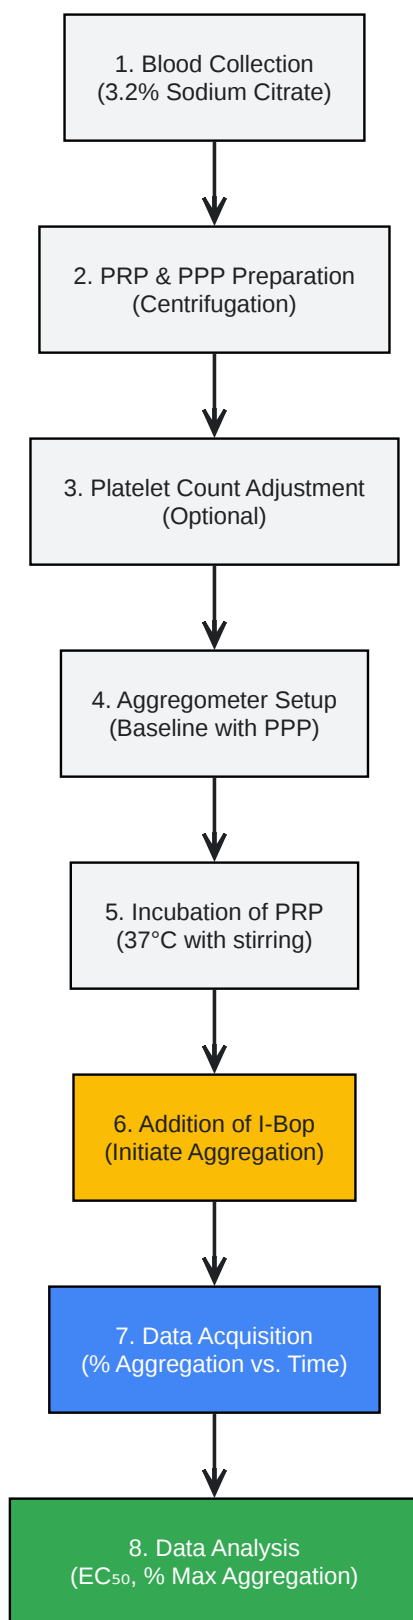 1. Blood Collection
(3.2% Sodium Citrate)
2. PRP & PPP Preparation
(Centrifugation)
3. Platelet Count Adjustment
(Optional)
4. Aggregometer Setup
(Baseline with PPP)
5. Incubation of PRP
(37°C with stirring)
6. Addition of I-Bop
(Initiate Aggregation)
7. Data Acquisition
(% Aggregation vs. Time)
8. Data Analysis
(EC₅₀, % Max Aggregation)